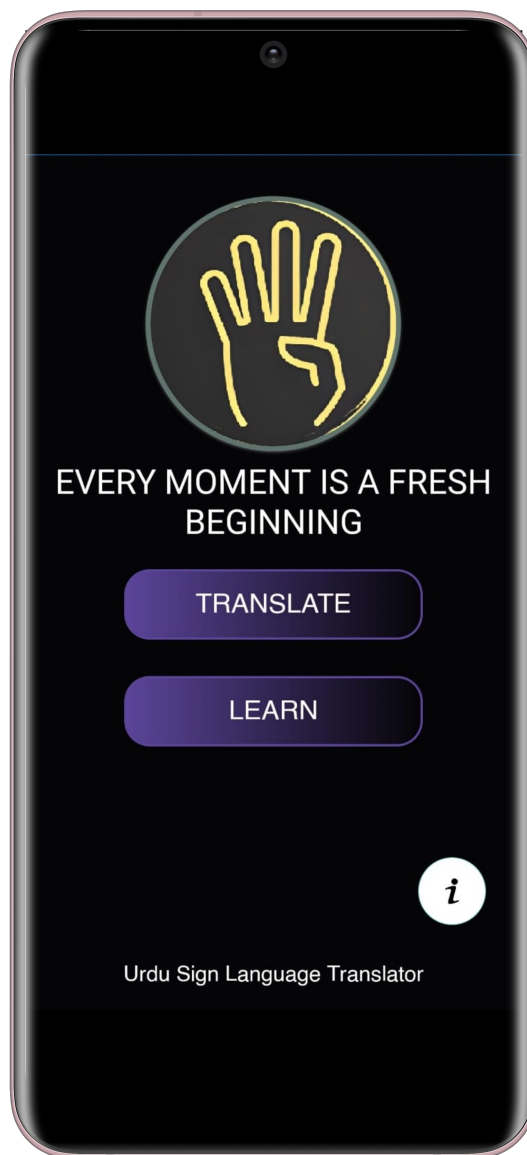 EVERY MOMENT IS A FRESH
BEGINNING
TRANSLATE
LEARN
i
Urdu Sign Language Translator